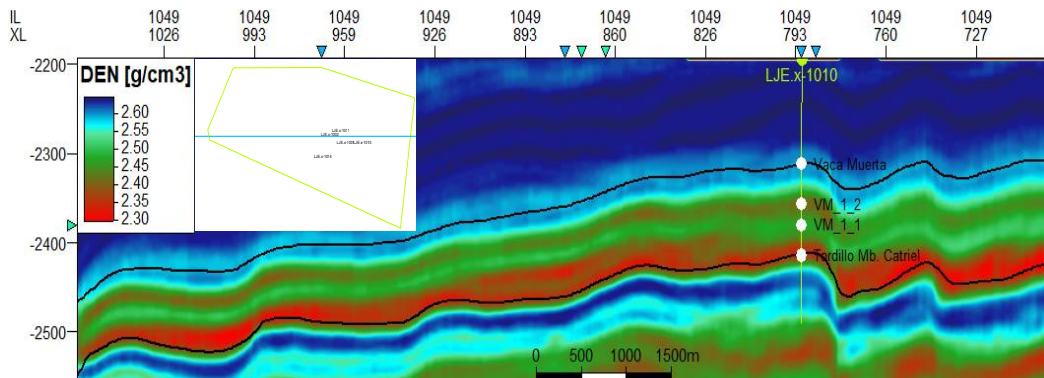 IL 1049 1049 1049 1049 1049 1049 1049 1049 1049 1049
XL 1026 993 959 926 893 860 826 793 760 727
-2200
DEN [g/cm3]
LJE.x-1010
2.60
2.55
2.50
2.45
2.40
2.35
2.30
-2300
Vaca Muerta
VM_1_2
VM_1_1
-2400
Tordillo Mb. Catriel
-2500
0 500 1000 1500m